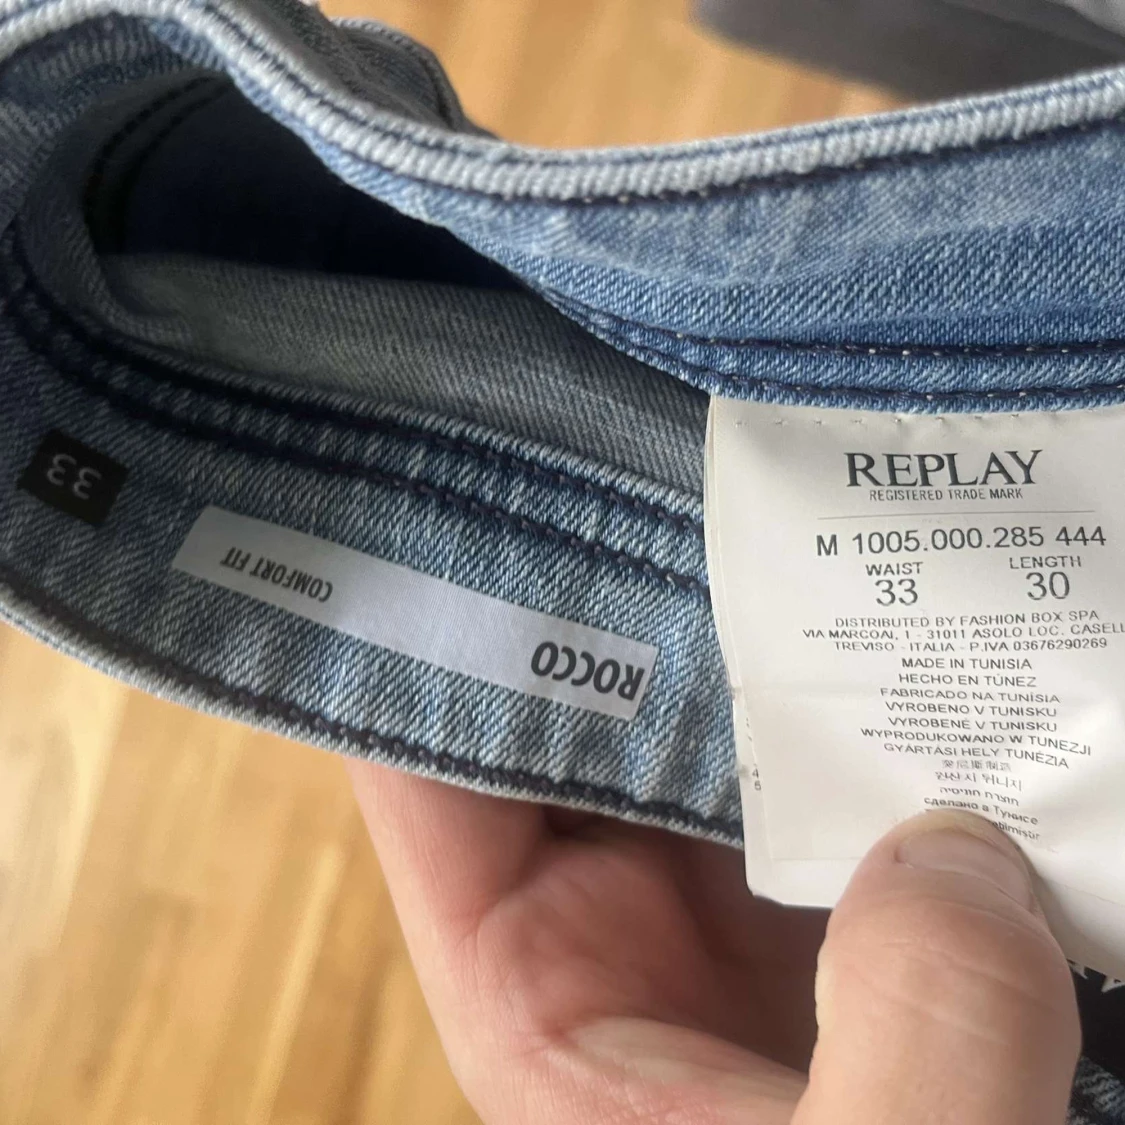 REPLAY
REGISTERED TRADE MARK
M 1005.000.285 444
WAIST LENGTH
33 30
DISTRIBUTED BY FASHION BOX SPA
VIA MARCOAI, 1 - 31011 ASOLO LOC. CASELL
TREVISO - ITALIA - P.IVA 03676290269
MADE IN TUNISIA
HECHO EN TÚNEZ
FABRICADO NA TUNÍSIA
VYROBENO V TUNISKU
VYROBENÉ V TUNISKU
WYPRODUKOWANO W TUNEZJI
GYÁRTÁSI HELY TUNÉZIA
сделано в Тунисе
33
ROCCO
COMFORT FIT